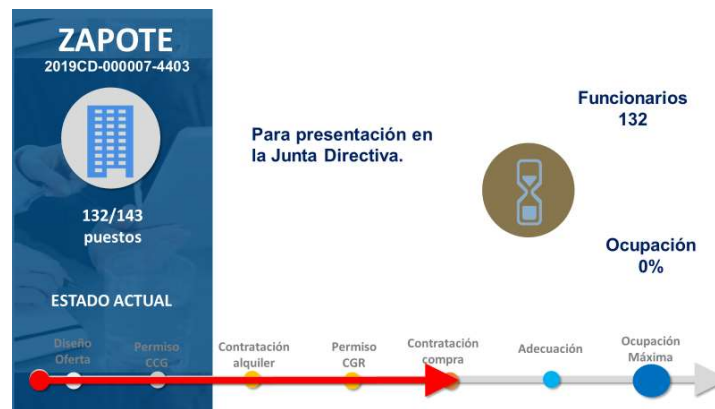 ZAPOTE
2019CD-000007-4403
132/143
puestos
ESTADO ACTUAL
Para presentación en
la Junta Directiva.
Funcionarios
132
Ocupación
0%
Diseño
Oferta
Permiso
CCG
Contratación
alquiler
Permiso
CGR
Contratación
compra
Adecuación
Ocupación
Máxima